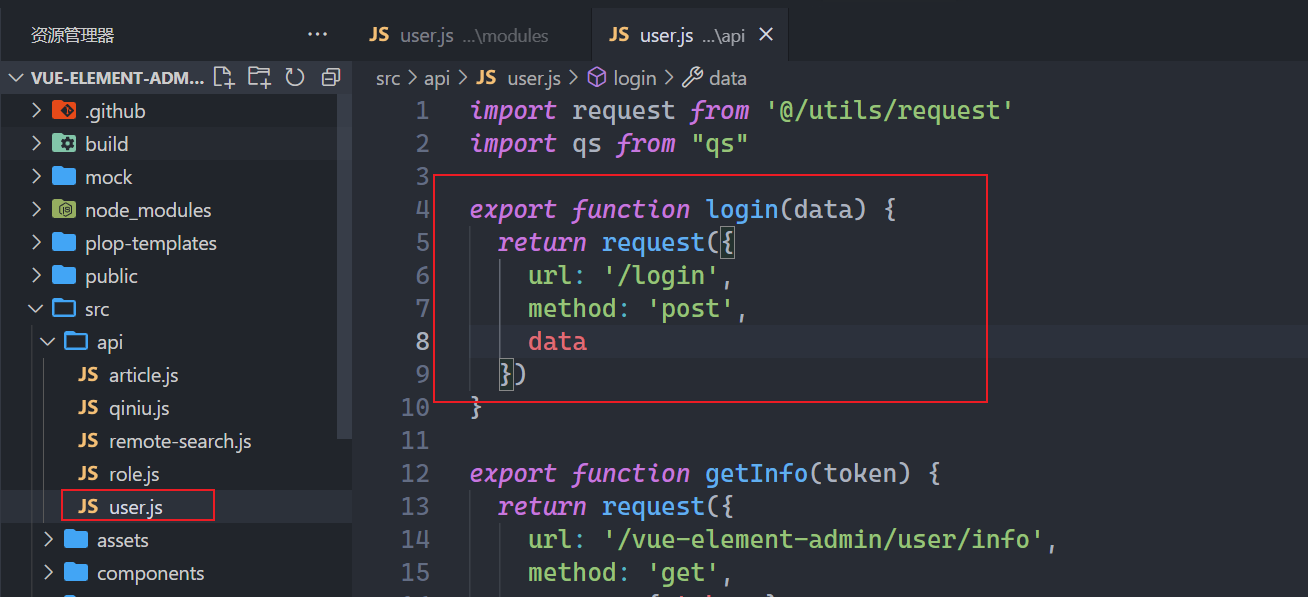 资源管理器
···
VUE-ELEMENT-ADM...
.github
build
mock
node_modules
plop-templates
public
src
api
JS article.js
JS qiniu.js
JS remote-search.js
JS role.js
JS user.js
assets
components
JS user.js ...\modules
JS user.js ...\api
src > api > JS user.js > login > data
1 import request from '@/utils/request'
2 import qs from "qs"
3
4 export function login(data) {
5 return request({
6 url: '/login',
7 method: 'post',
8 data
9 })
10 }
11
12 export function getInfo(token) {
13 return request({
14 url: '/vue-element-admin/user/info',
15 method: 'get',